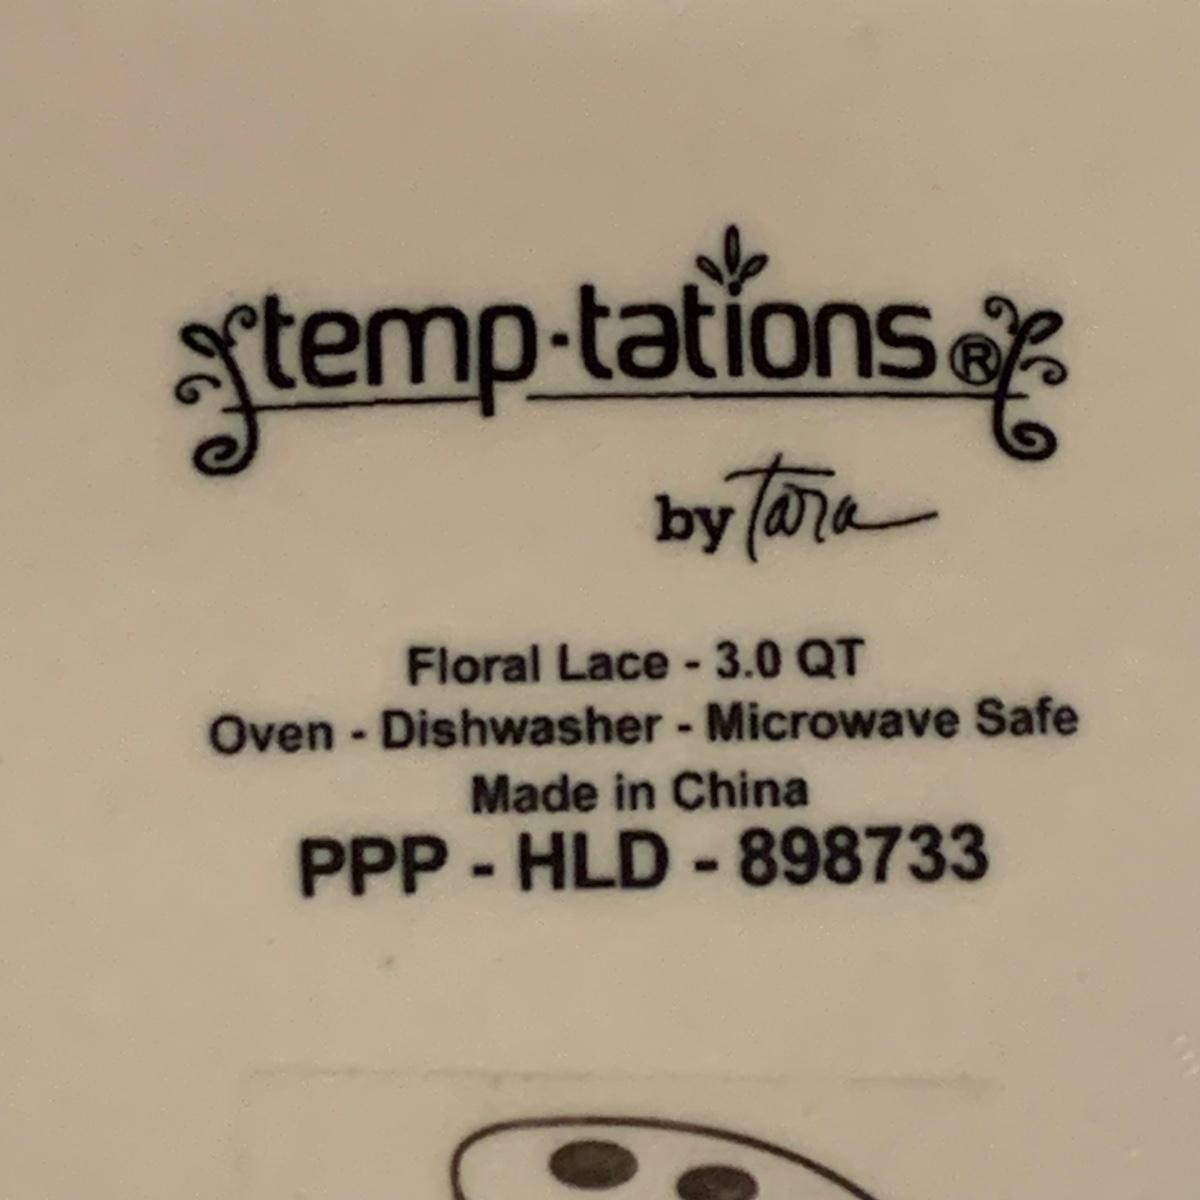 temp·tations®
by Tara
Floral Lace - 3.0 QT
Oven - Dishwasher - Microwave Safe
Made in China
PPP - HLD - 898733